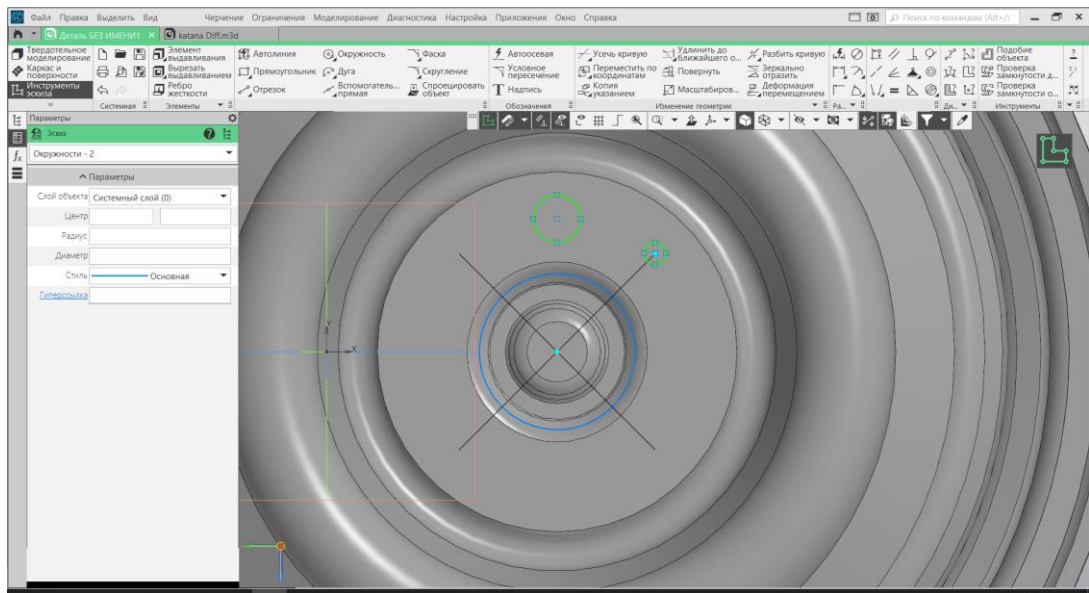 Файл Правка Выделить Вид Черчение Ограничения Моделирование Диагностика Настройка Приложения Окно Справка
Поиск по командам (Alt+/)
Деталь БЕЗ ИМЕНИ1 × katana Diff.m3d
Твердотельное моделирование
Каркас и поверхности
Инструменты эскиза
Системная
Элемент выдавливания
Вырезать выдавливанием
Ребро жесткости
Элементы
Автолиния Окружность Фаска
Прямоугольник Дуга Скругление
Отрезок Вспомогатель... прямая Спроецировать объект
Автоосевая
Условное пересечение
Надпись
Обозначения
Усечь кривую Удлинить до ближайшего о... Разбить кривую
Переместить по координатам Повернуть Зеркально отразить
Копия указанием Масштабиров... Деформация перемещением
Изменение геометрии
Ра...
Ди...
Подобие объекта
Проверка замкнутости д...
Проверка замкнутости о...
Инструменты
Параметры
Эскиз
Окружности - 2
Параметры
Слой объекта Системный слой (0)
Центр
Радиус
Диаметр
Стиль Основная
Гиперссылка
Y
X